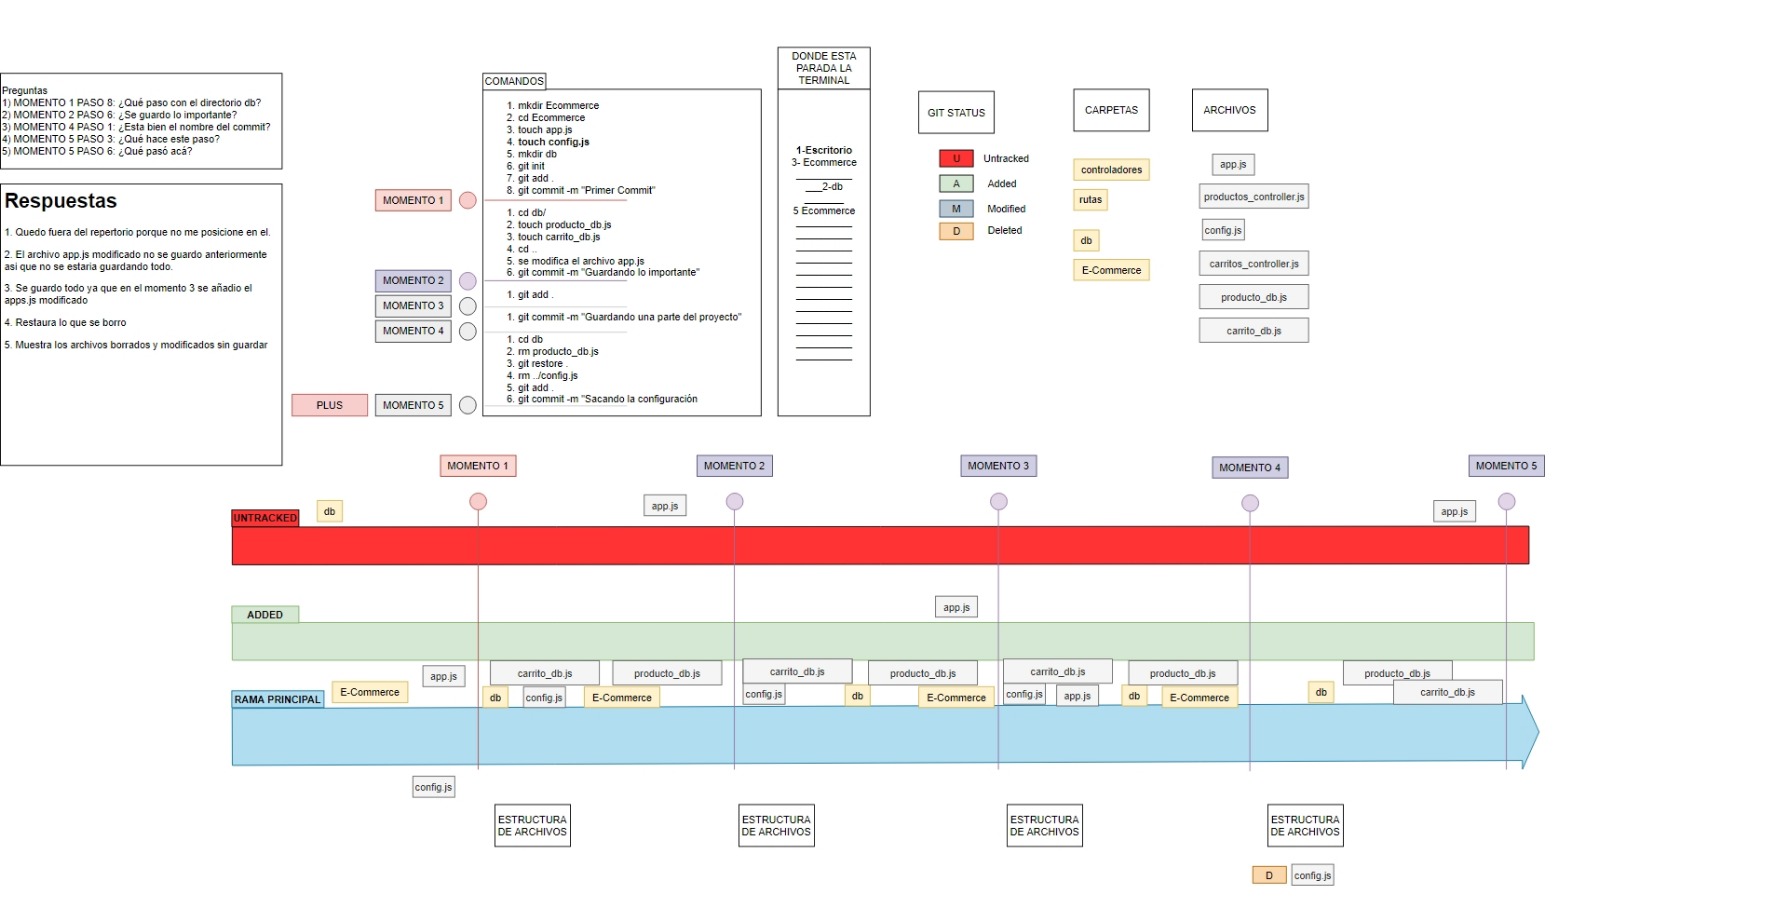 Preguntas
1) MOMENTO 1 PASO 8: ¿Qué paso con el directorio db?
2) MOMENTO 2 PASO 6: ¿Se guardo lo importante?
3) MOMENTO 4 PASO 1: ¿Esta bien el nombre del commit?
4) MOMENTO 5 PASO 3: ¿Qué hace este paso?
5) MOMENTO 5 PASO 6: ¿Qué pasó acá?
Respuestas
1. Quedo fuera del repertorio porque no me posicione en el.
2. El archivo app.js modificado no se guardo anteriormente
asi que no se estaria guardando todo.
3. Se guardo todo ya que en el momento 3 se añadio el
apps.js modificado
4. Restaura lo que se borro
5. Muestra los archivos borrados y modificados sin guardar
COMANDOS
1. mkdir Ecommerce
2. cd Ecommerce
3. touch app.js
4. touch config.js
5. mkdir db
6. git init
7. git add .
8. git commit -m "Primer Commit"
MOMENTO 1
1. cd db/
2. touch producto_db.js
3. touch carrito_db.js
4. cd ..
5. se modifica el archivo app.js
6. git commit -m "Guardando lo importante"
MOMENTO 2
1. git add .
MOMENTO 3
1. git commit -m "Guardando una parte del proyecto"
MOMENTO 4
1. cd db
2. rm producto_db.js
3. git restore .
4. rm ../config.js
5. git add .
6. git commit -m "Sacando la configuración
PLUS
MOMENTO 5
DONDE ESTA
PARADA LA
TERMINAL
1-Escritorio
3- Ecommerce
___2-db
5 Ecommerce
GIT STATUS
U Untracked
A Added
M Modified
D Deleted
CARPETAS
controladores
rutas
db
E-Commerce
ARCHIVOS
app.js
productos_controller.js
config.js
carritos_controller.js
producto_db.js
carrito_db.js
MOMENTO 1
MOMENTO 2
MOMENTO 3
MOMENTO 4
MOMENTO 5
UNTRACKED
db
app.js
app.js
ADDED
app.js
RAMA PRINCIPAL
E-Commerce
app.js
carrito_db.js
producto_db.js
db
config.js
E-Commerce
carrito_db.js
producto_db.js
config.js
db
E-Commerce
carrito_db.js
producto_db.js
config.js
app.js
db
E-Commerce
producto_db.js
db
carrito_db.js
config.js
ESTRUCTURA
DE ARCHIVOS
ESTRUCTURA
DE ARCHIVOS
ESTRUCTURA
DE ARCHIVOS
ESTRUCTURA
DE ARCHIVOS
D config.js